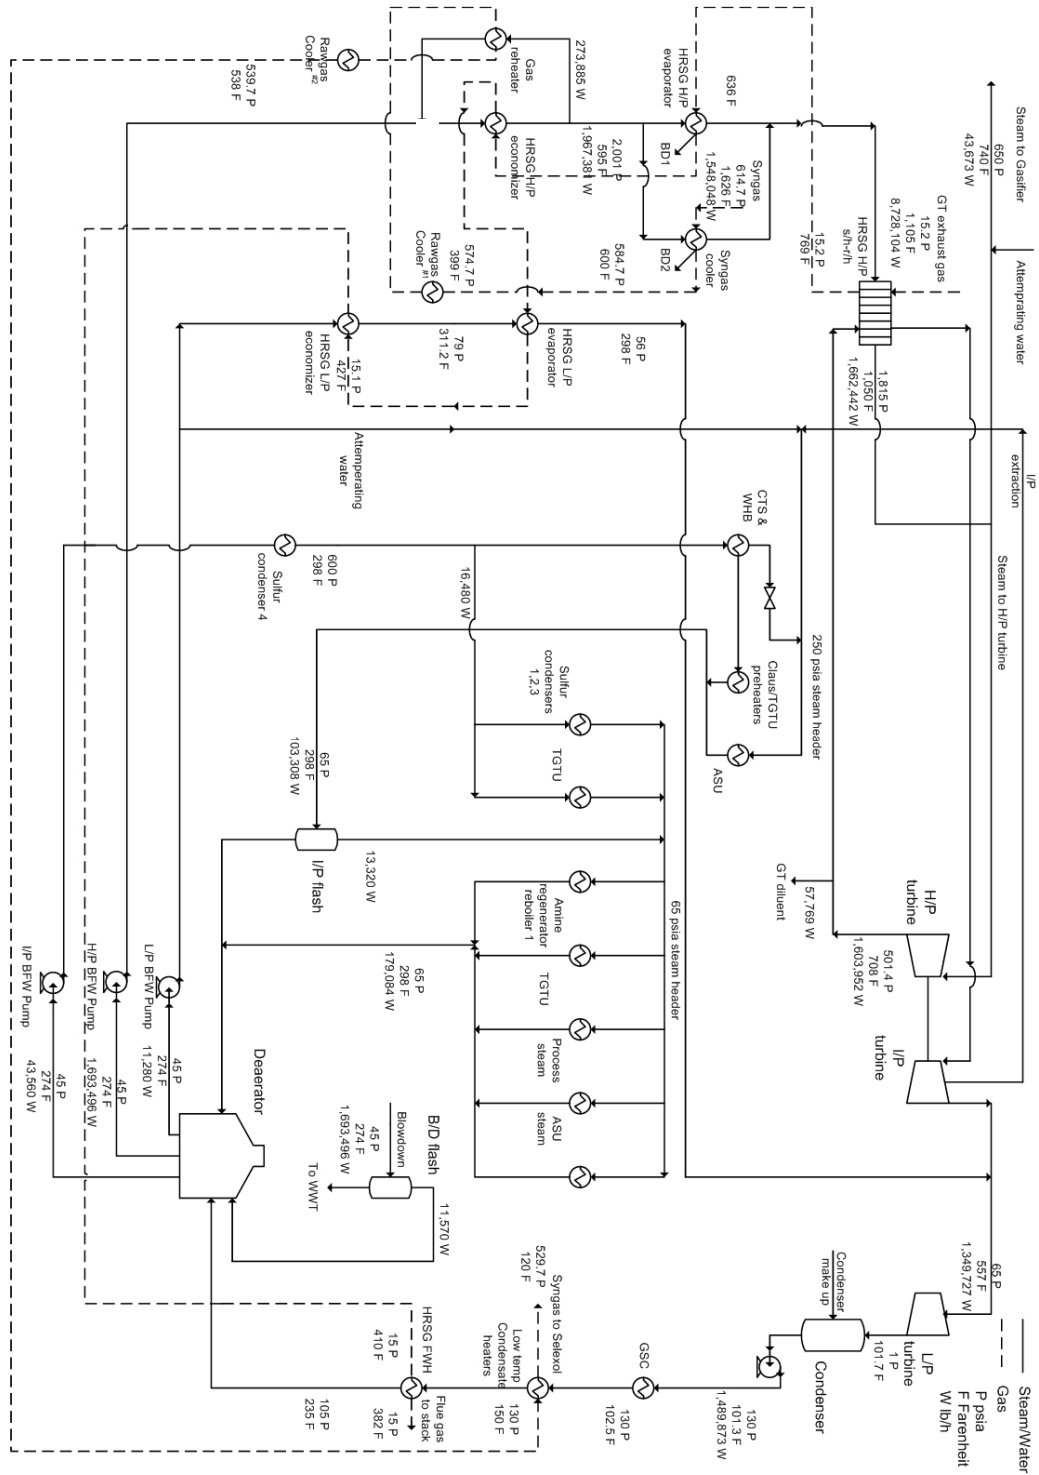 Rawgas
Cooler #2
539.7 P
538 F
Gas
reheater
273,885 W
HRSG H/P
evaporator
636 F
Steam to Gasifier
650 P
740 F
43,673 W
HRSG H/P
economizer
2,001 P
595 F
1,967,381 W
BD1
Syngas
614.7 P
1,626 F
1,548,048 W
GT exhaust gas
15.2 P
1,105 F
8,728,104 W
HRSG H/P
s/h-r/h
15.2 P
769 F
Attemprating water
Rawgas
Cooler #1
574.7 P
399 F
584.7 P
600 F
BD2
Syngas
cooler
HRSG L/P
economizer
15.1 P
427 F
79 P
311.2 F
HRSG L/P
evaporator
56 P
298 F
1,815 P
1,050 F
1,662,442 W
Attemperating
water
I/P
extraction
CTS &
WHB
Steam to H/P turbine
600 P
298 F
Sulfur
condenser 4
16,480 W
250 psia steam header
Sulfur
condensers
1,2,3
Claus/TGTU
preheaters
TGTU
ASU
65 P
298 F
103,308 W
I/P flash
13,320 W
GT diluent
57,769 W
H/P
turbine
501.4 P
708 F
1,603,952 W
Amine
regenerator
reboiler 1
65 psia steam header
TGTU
65 P
298 F
179,084 W
I/P BFW Pump
H/P BFW Pump
L/P BFW Pump
Process
steam
I/P
turbine
Deaerator
45 P
274 F
11,280 W
45 P
274 F
1,693,496 W
45 P
274 F
43,560 W
ASU
steam
B/D flash
Blowdown
45 P
274 F
1,693,496 W
To WWT
11,570 W
65 P
557 F
1,349,727 W
Condenser
make up
L/P
turbine
1 P
101.7 F
Condenser
Syngas to Selexol
529.7 P
120 F
HRSG FWH
15 P
410 F
Low temp
Condensate
heaters
GSC
130 P
101.3 F
1,489,873 W
130 P
102.5 F
130 P
150 F
Flue gas
to stack
15 P
382 F
105 P
235 F
Steam/Water
Gas
P psia
F Farenheit
W lb/h